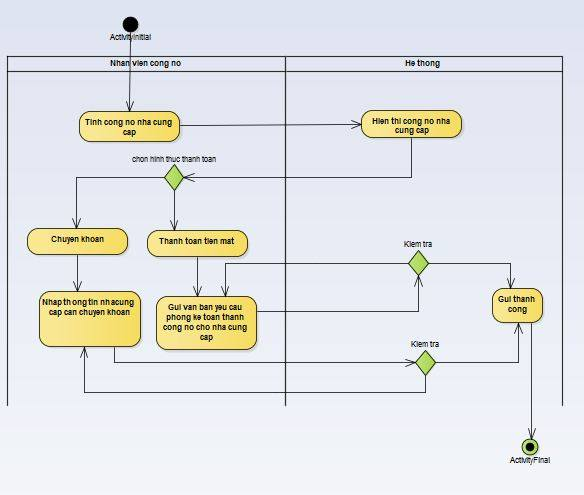 ActivityInitial
Nhan vien cong no
He thong
Tinh cong no nha cung
cap
Hien thi cong no nha
cung cap
chon hinh thuc thanh toan
Chuyen khoan
Thanh toan tien mat
Kiem tra
Nhap thong tin nhacung
cap can chuyen khoan
Gui van ban yeu cau
phong ke toan thanh
cong no cho nha cung
cap
Gui thanh
cong
Kiem tra
ActivityFinal